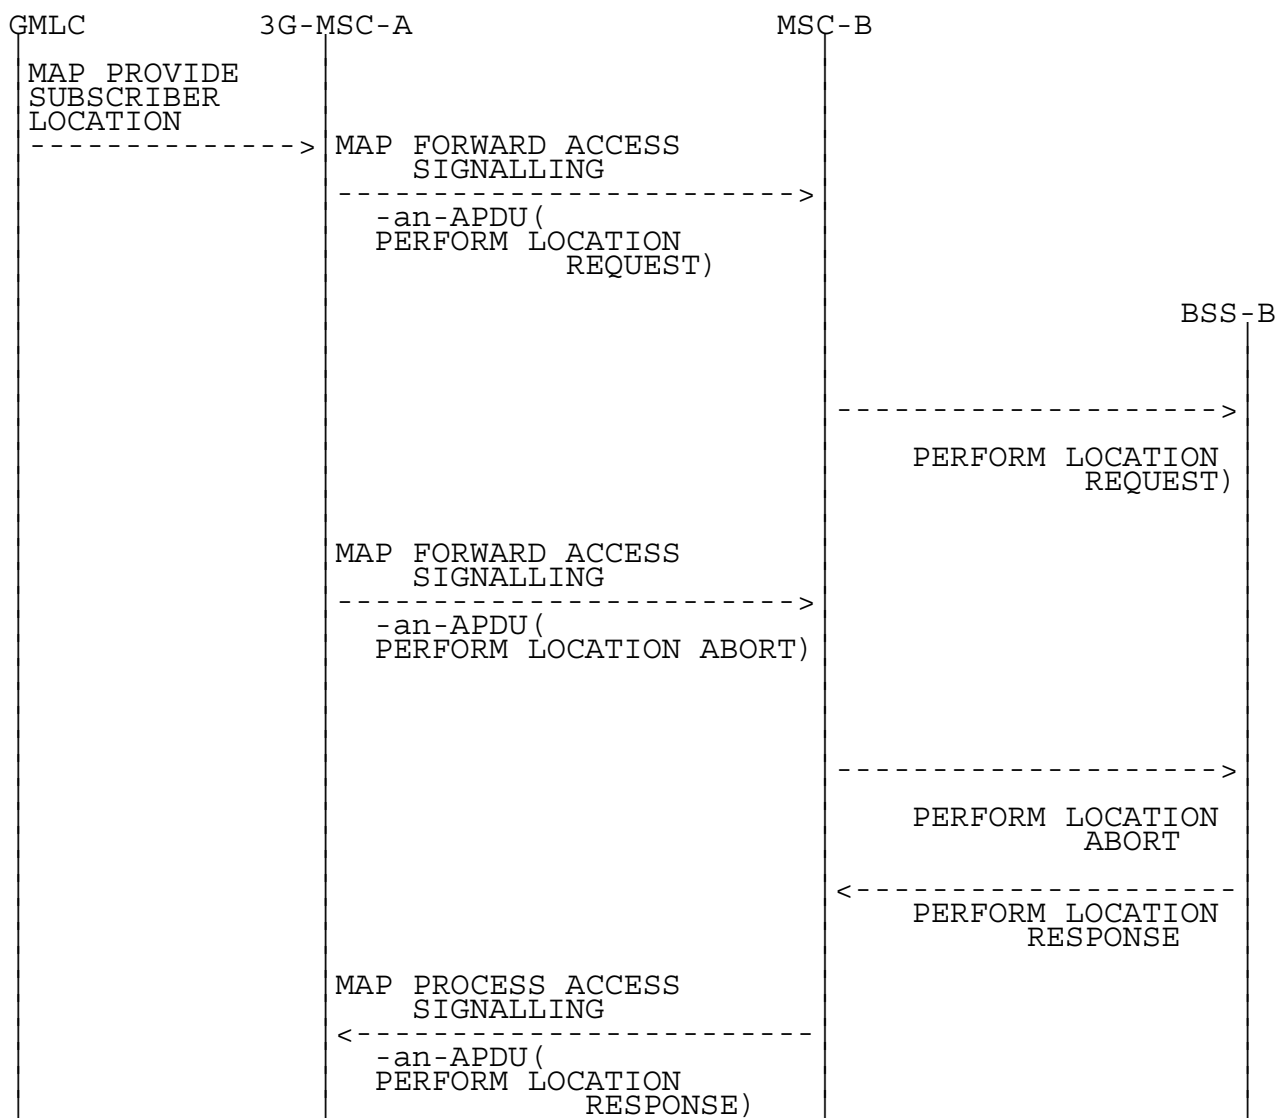 GMLC 3G-MSC-A MSC-B
MAP PROVIDE
SUBSCRIBER
LOCATION
MAP FORWARD ACCESS
SIGNALLING
-an-APDU(
PERFORM LOCATION
REQUEST)
BSS-B
PERFORM LOCATION
REQUEST)
MAP FORWARD ACCESS
SIGNALLING
-an-APDU(
PERFORM LOCATION ABORT)
PERFORM LOCATION
ABORT
PERFORM LOCATION
RESPONSE
MAP PROCESS ACCESS
SIGNALLING
-an-APDU(
PERFORM LOCATION
RESPONSE)